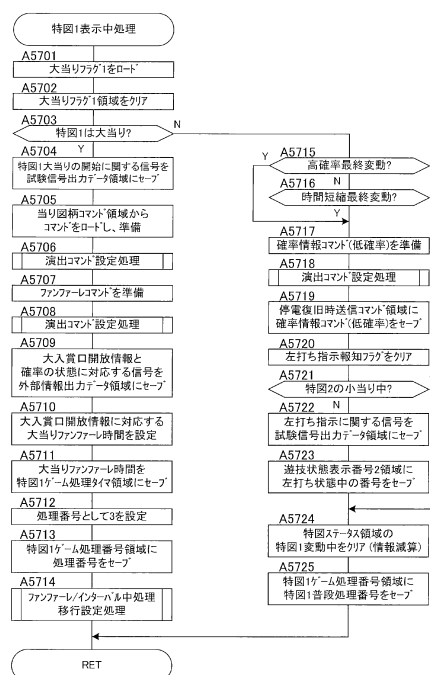 特図1表示中処理
A5701
大当りフラグ1をロード
A5702
大当りフラグ1領域をクリア
A5703
特図1は大当り?
N
Y
A5704
特図1大当りの開始に関する信号を
試験信号出力データ領域にセーブ
A5705
当り図柄コマンド領域から
コマンドをロードし、準備
A5706
演出コマンド設定処理
A5707
ファンファーレコマンドを準備
A5708
演出コマンド設定処理
A5709
大入賞口開放情報と
確率の状態に対応する信号を
外部情報出力データ領域にセーブ
A5710
大入賞口開放情報に対応する
大当りファンファーレ時間を設定
A5711
大当りファンファーレ時間を
特図1ゲーム処理タイマ領域にセーブ
A5712
処理番号として3を設定
A5713
特図1ゲーム処理番号領域に
処理番号をセーブ
A5714
ファンファーレ/インターバル中処理
移行設定処理
RET
A5715
Y
高確率最終変動?
A5716
N
時間短縮最終変動?
Y
A5717
確率情報コマンド(低確率)を準備
A5718
演出コマンド設定処理
A5719
停電復旧時送信コマンド領域に
確率情報コマンド(低確率)をセーブ
A5720
左打ち指示報知フラグをクリア
A5721
特図2の小当り中?
N
A5722
左打ち指示に関する信号を
試験信号出力データ領域にセーブ
A5723
遊技状態表示番号2領域に
左打ち状態中の番号をセーブ
A5724
特図ステータス領域の
特図1変動中をクリア(情報減算)
A5725
特図1ゲーム処理番号領域に
特図1普段処理番号をセーブ